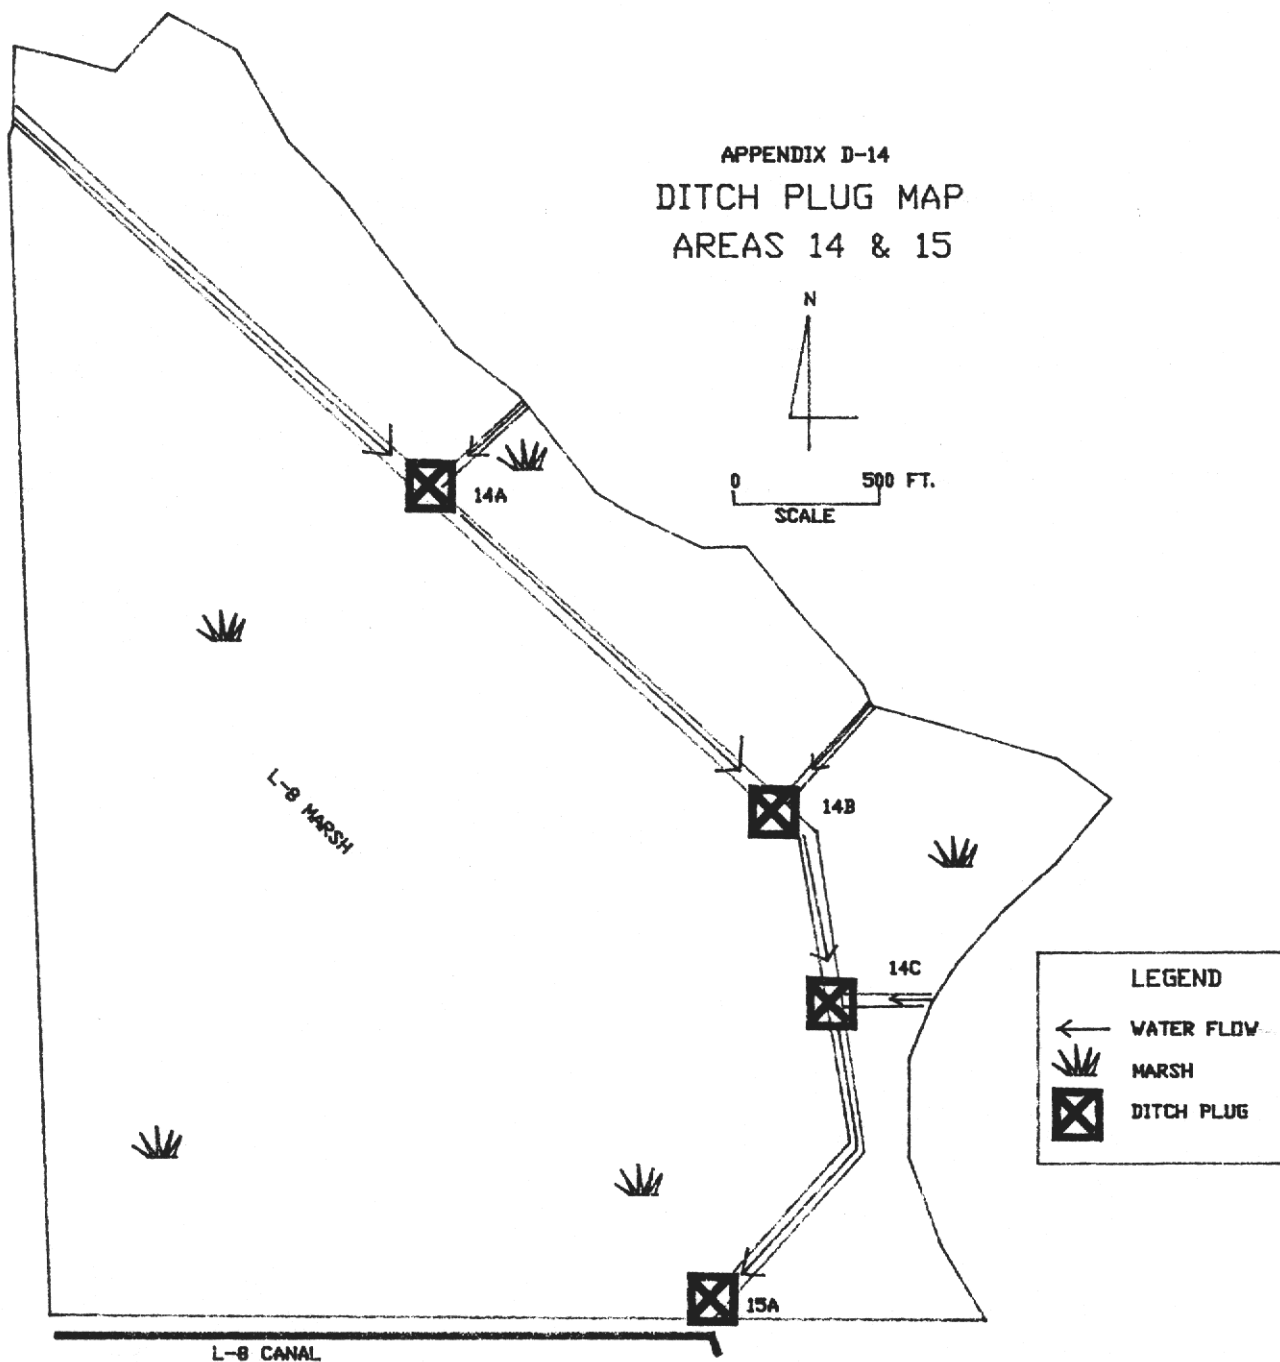 APPENDIX D-14
DITCH PLUG MAP
AREAS 14 & 15
N
0 500 FT.
SCALE
14A
L-8 MARSH
14B
14C
LEGEND
WATER FLOW
MARSH
DITCH PLUG
15A
L-8 CANAL